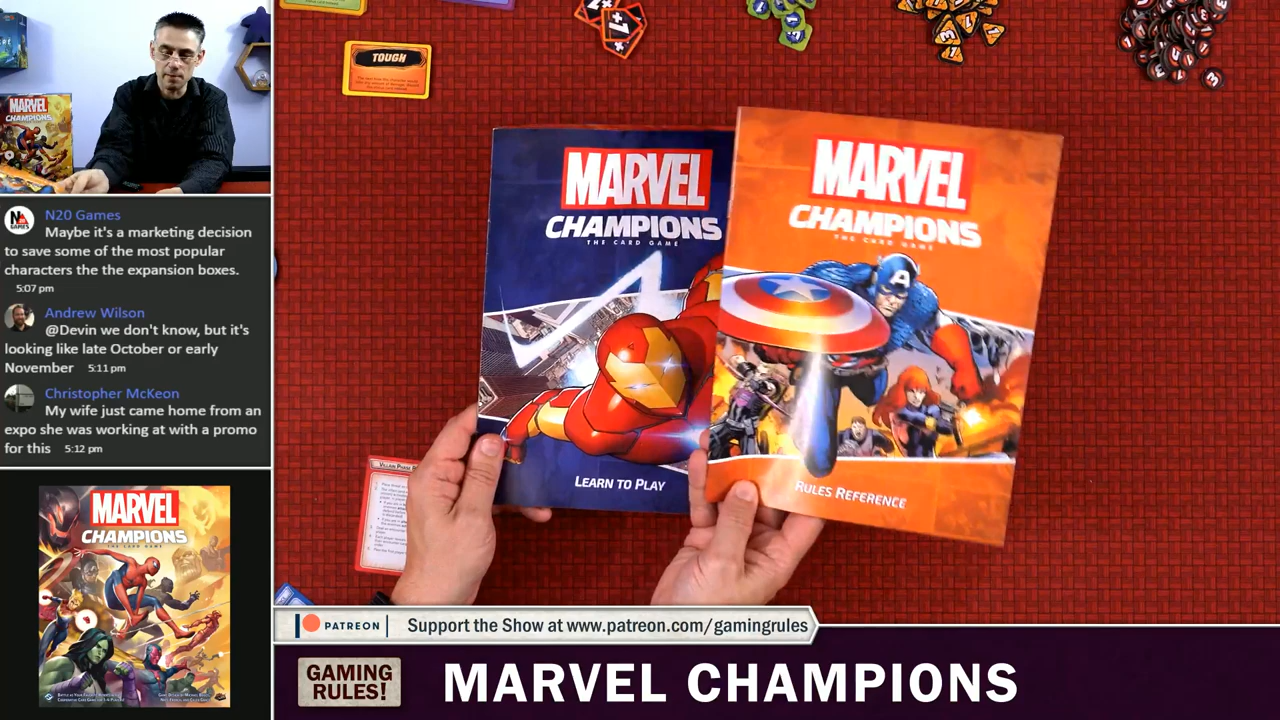 TOUGH
MARVEL
CHAMPIONS
MARVEL
CHAMPIONS
THE CARD GAME
LEARN TO PLAY
MARVEL
CHAMPIONS
THE CARD GAME
RULES REFERENCE
N20 Games
Maybe it's a marketing decision
to save some of the most popular
characters the the expansion boxes.
5:07 pm
Andrew Wilson
@Devin we don't know, but it's
looking like late October or early
November 5:11 pm
Christopher McKeon
My wife just came home from an
expo she was working at with a promo
for this 5:12 pm
MARVEL
CHAMPIONS
THE CARD GAME
PATREON
Support the Show at www.patreon.com/gamingrules
GAMING
RULES!
MARVEL CHAMPIONS